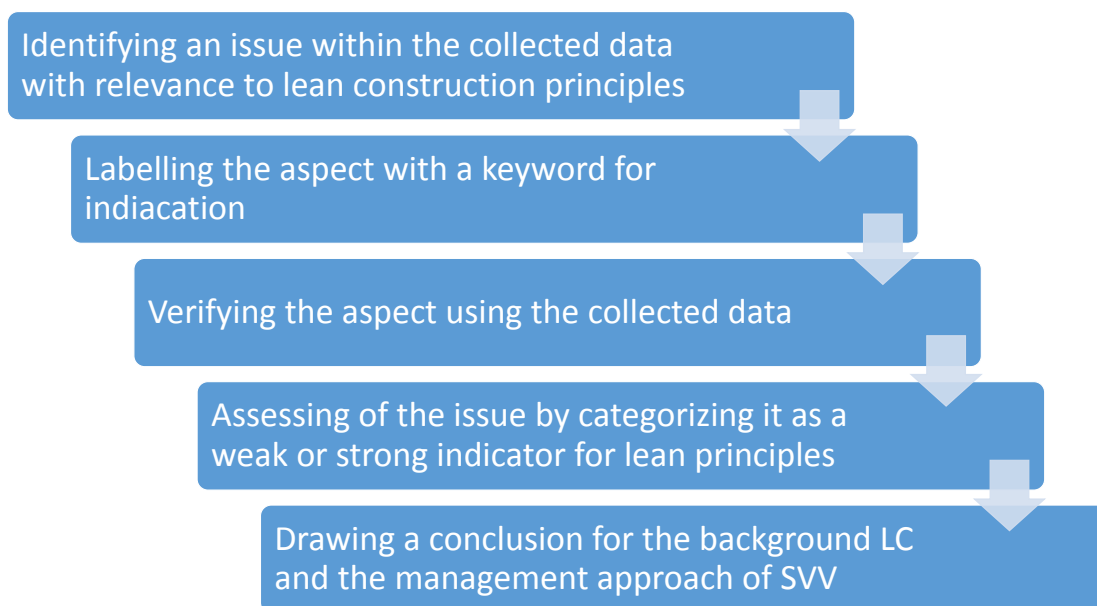 Identifying an issue within the collected data
with relevance to lean construction principles
Labelling the aspect with a keyword for
indiacation
Verifying the aspect using the collected data
Assessing of the issue by categorizing it as a
weak or strong indicator for lean principles
Drawing a conclusion for the background LC
and the management approach of SVV